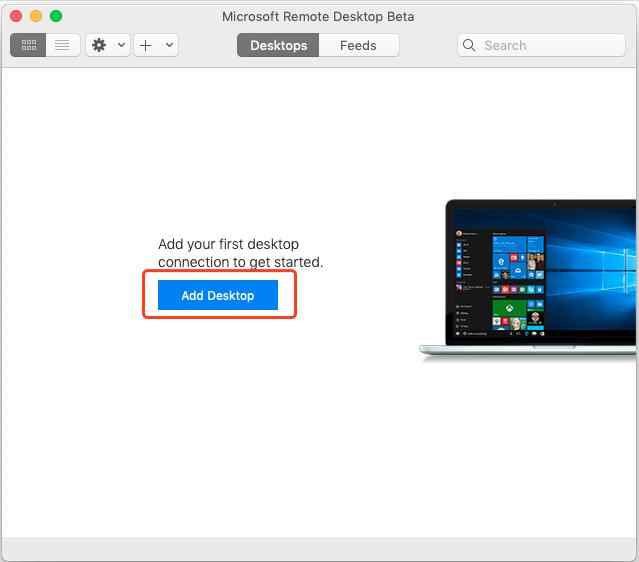 Microsoft Remote Desktop Beta
Desktops
Feeds
Search
Add your first desktop
connection to get started.
Add Desktop